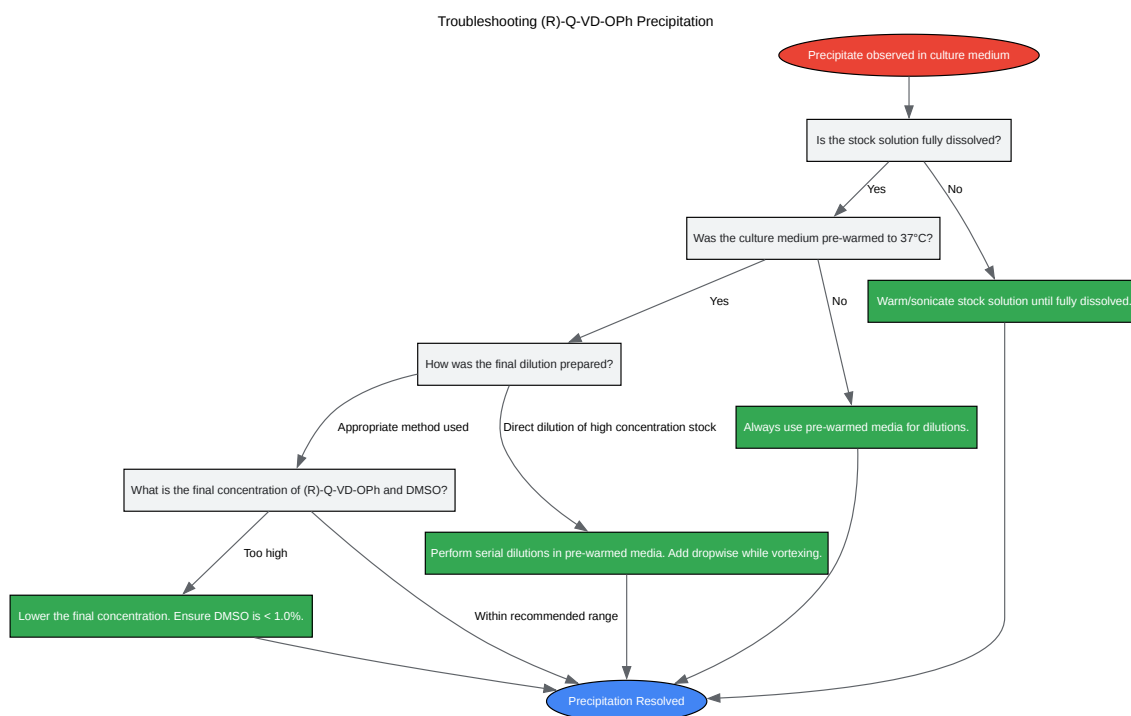 Troubleshooting (R)-Q-VD-OPh Precipitation
Precipitate observed in culture medium
Is the stock solution fully dissolved?
Yes
No
Was the culture medium pre-warmed to 37°C?
Warm/sonicate stock solution until fully dissolved.
Yes
No
How was the final dilution prepared?
Always use pre-warmed media for dilutions.
Appropriate method used
Direct dilution of high concentration stock
What is the final concentration of (R)-Q-VD-OPh and DMSO?
Perform serial dilutions in pre-warmed media. Add dropwise while vortexing.
Too high
Within recommended range
Lower the final concentration. Ensure DMSO is < 1.0%.
Precipitation Resolved